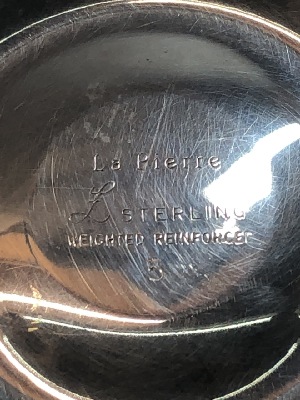 La Pierre
L STERLING
WEIGHTED REINFORCED
5